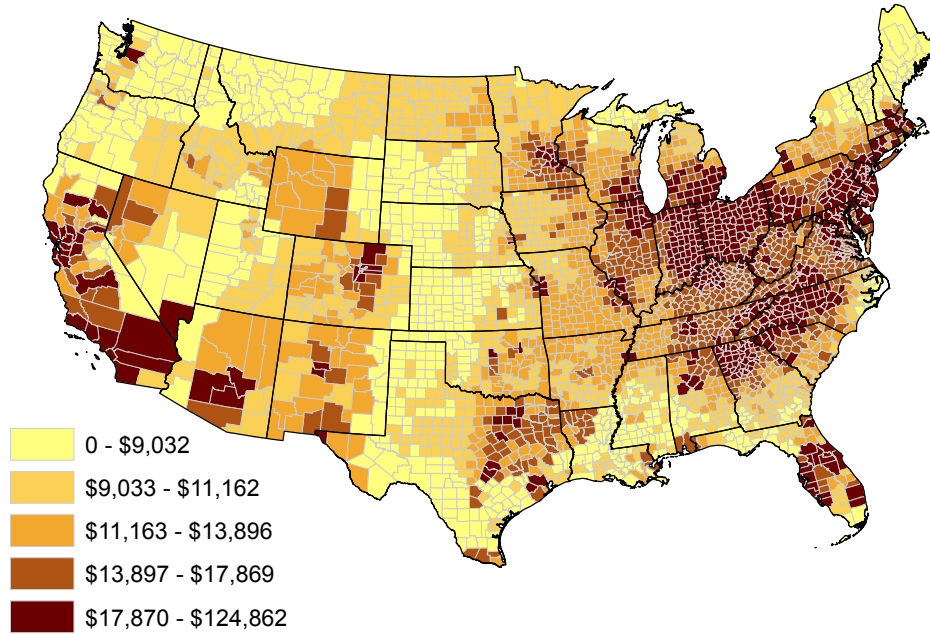 0 - $9,032
$9,033 - $11,162
$11,163 - $13,896
$13,897 - $17,869
$17,870 - $124,862